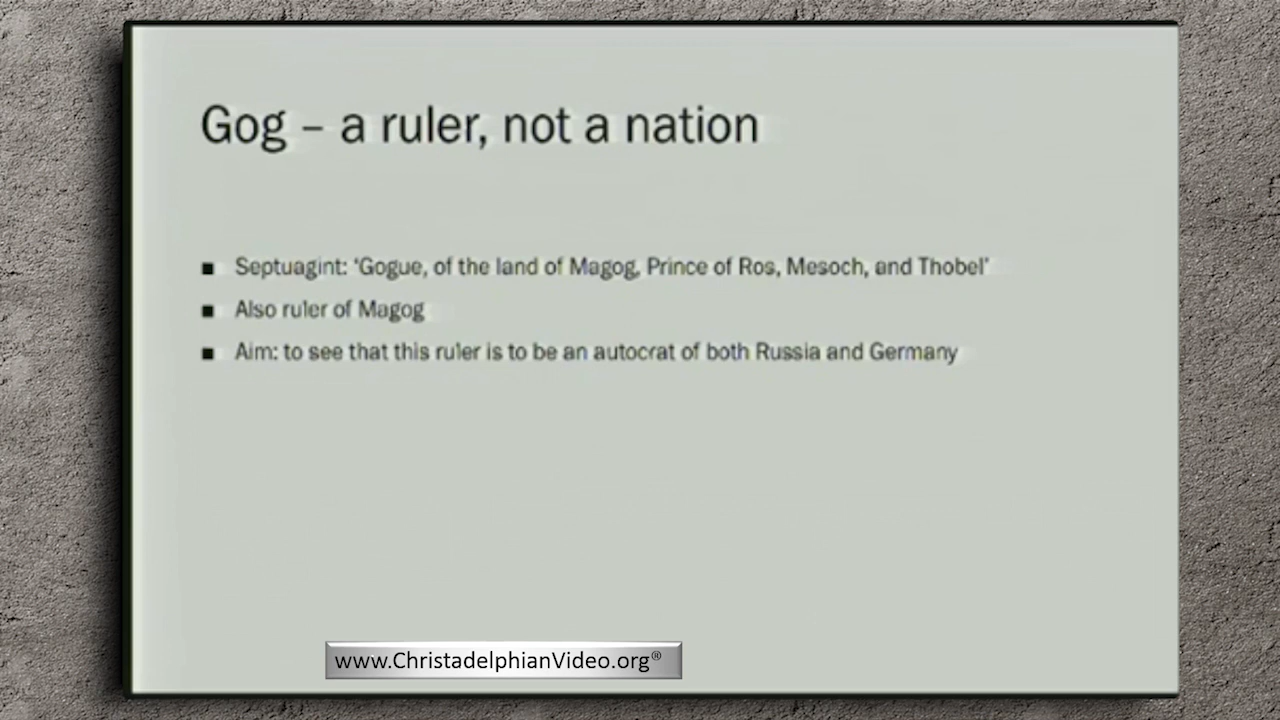 Gog – a ruler, not a nation
■ Septuagint: ‘Gogue, of the land of Magog, Prince of Ros, Mesoch, and Thobel’
■ Also ruler of Magog
■ Aim: to see that this ruler is to be an autocrat of both Russia and Germany
www.ChristadelphianVideo.org®